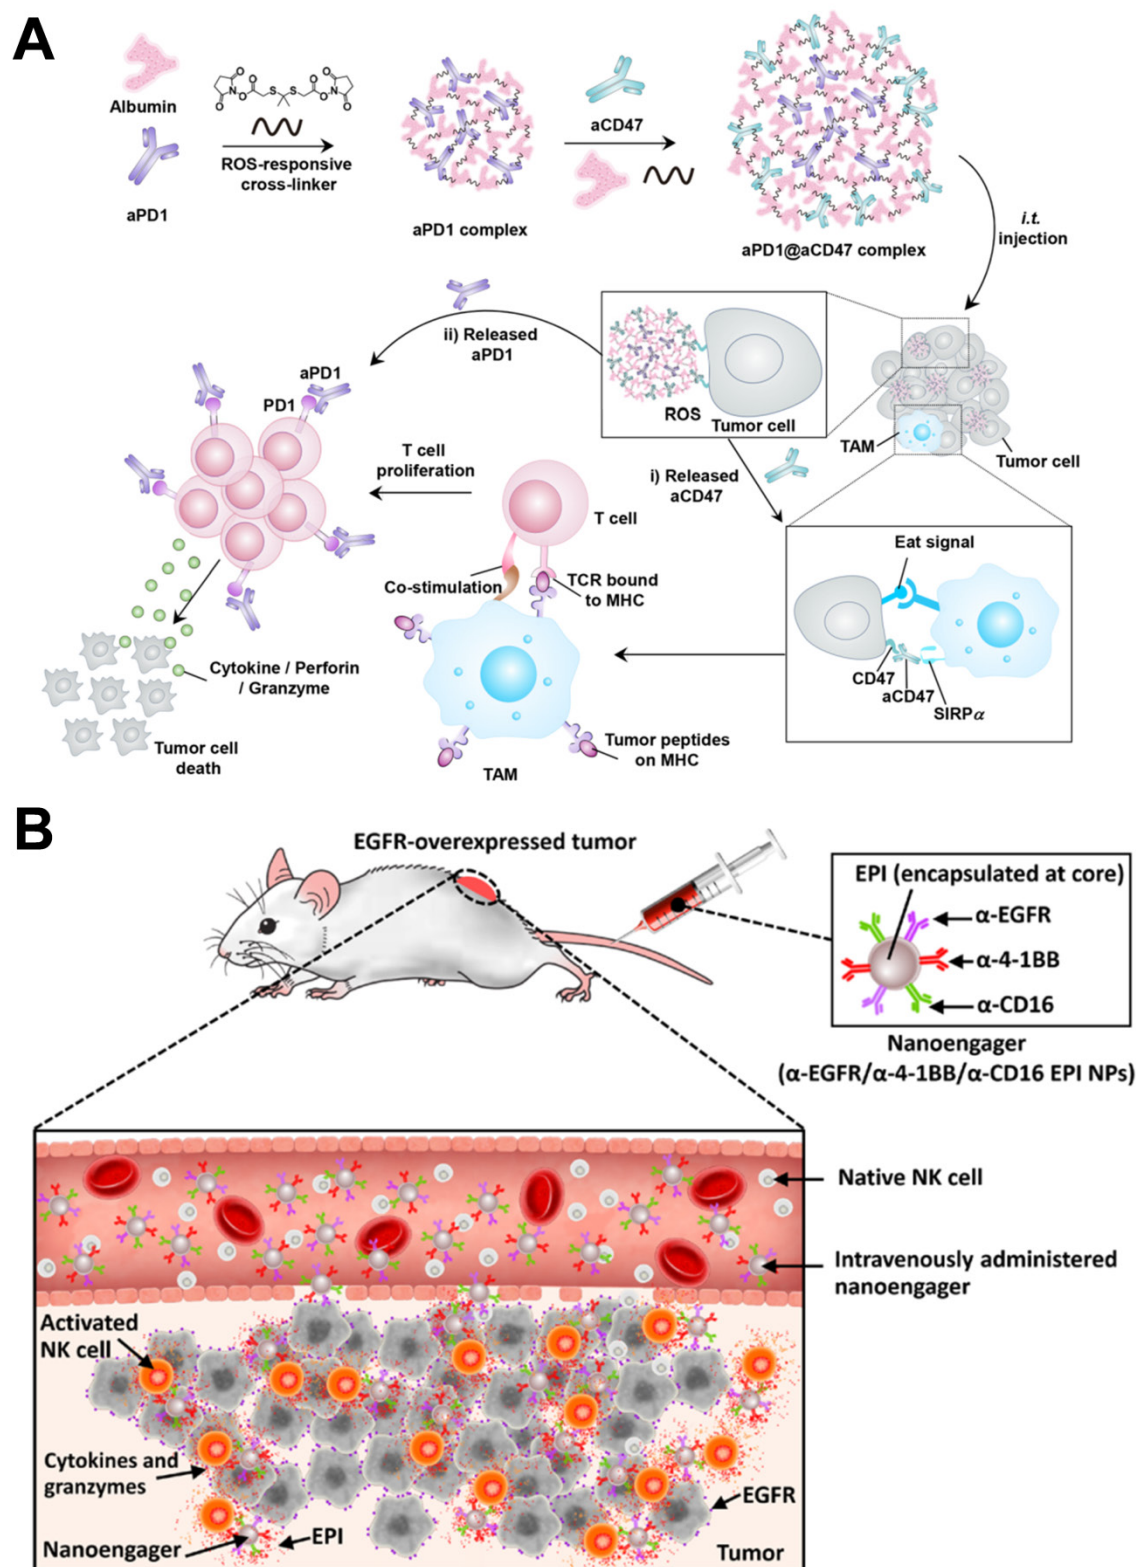 A
Albumin
aPD1
O
O
N
O
O
S
S
O
O
N
O
O
ROS-responsive
cross-linker
aPD1 complex
aCD47
aPD1@aCD47 complex
i.t.
injection
ii) Released
aPD1
ROS
Tumor cell
TAM
Tumor cell
aPD1
PD1
T cell
proliferation
T cell
i) Released
aCD47
Co-stimulation
TCR bound
to MHC
Eat signal
CD47
aCD47
SIRPα
Cytokine / Perforin
/ Granzyme
Tumor cell
death
TAM
Tumor peptides
on MHC
B
EGFR-overexpressed tumor
EPI (encapsulated at core)
α-EGFR
α-4-1BB
α-CD16
Nanoengager
(α-EGFR/α-4-1BB/α-CD16 EPI NPs)
Native NK cell
Intravenously administered
nanoengager
Activated
NK cell
Cytokines and
granzymes
Nanoengager
EPI
EGFR
Tumor